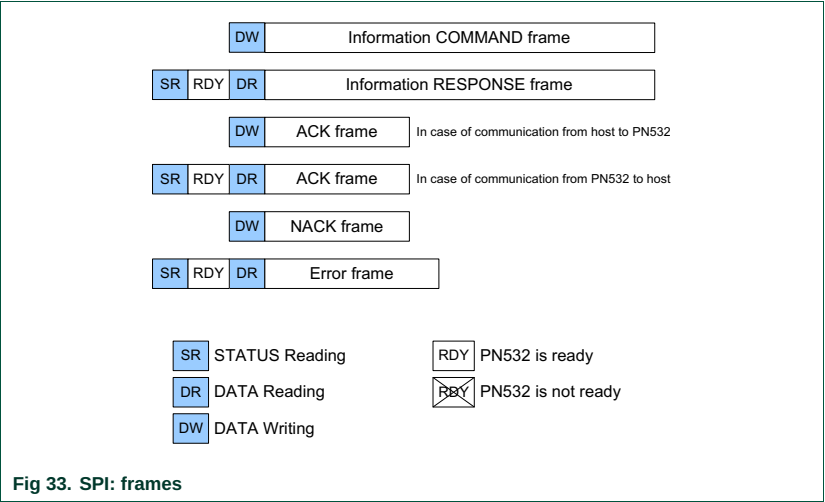 DW Information COMMAND frame
SR RDY DR Information RESPONSE frame
DW ACK frame In case of communication from host to PN532
SR RDY DR ACK frame In case of communication from PN532 to host
DW NACK frame
SR RDY DR Error frame
SR STATUS Reading RDY PN532 is ready
DR DATA Reading RDY PN532 is not ready
DW DATA Writing
Fig 33. SPI: frames